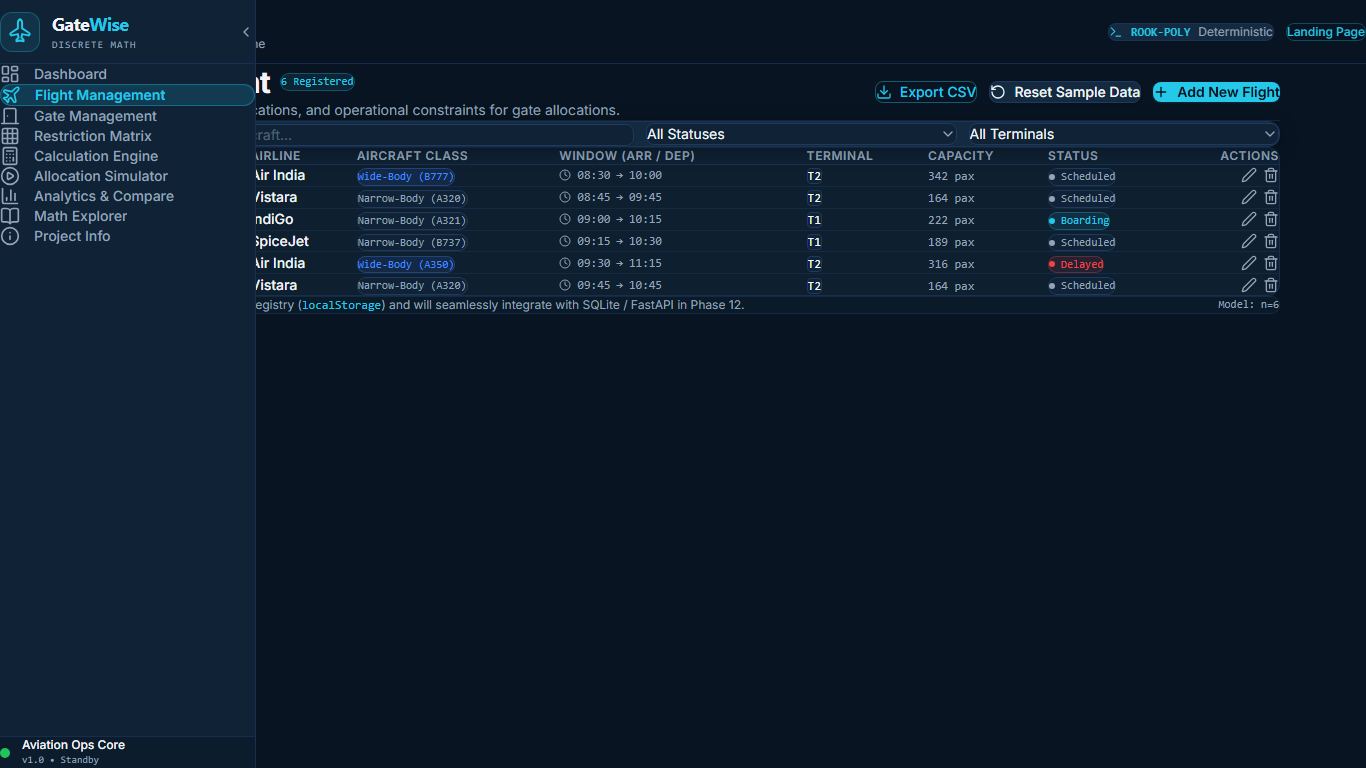 GateWise
DISCRETE MATH
Dashboard
Flight Management
Gate Management
Restriction Matrix
Calculation Engine
Allocation Simulator
Analytics & Compare
Math Explorer
Project Info
Aviation Ops Core
v1.0 • Standby
ROOK-POLY Deterministic
Landing Page
6 Registered
Export CSV
Reset Sample Data
Add New Flight
and operational constraints for gate allocations.
All Statuses
All Terminals
AIRCRAFT CLASS WINDOW (ARR / DEP) TERMINAL CAPACITY STATUS ACTIONS
Air India Wide-Body (B777) 08:30 → 10:00 T2 342 pax Scheduled
Vistara Narrow-Body (A320) 08:45 → 09:45 T2 164 pax Scheduled
ndiGo Narrow-Body (A321) 09:00 → 10:15 T1 222 pax Boarding
SpiceJet Narrow-Body (B737) 09:15 → 10:30 T1 189 pax Scheduled
Air India Wide-Body (A350) 09:30 → 11:15 T2 316 pax Delayed
Vistara Narrow-Body (A320) 09:45 → 10:45 T2 164 pax Scheduled
egistry (localStorage) and will seamlessly integrate with SQLite / FastAPI in Phase 12.
Model: n=6